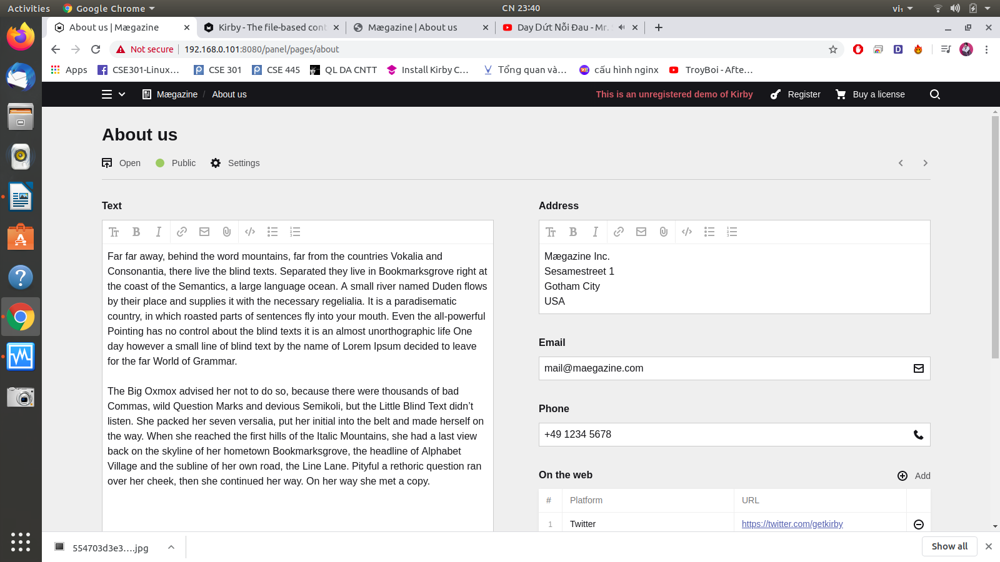 Activities
Google Chrome
CN 23:40
vi₁
About us | Mægazine
Kirby - The file-based cont
Mægazine | About us
Day Dứt Nỗi Đau - Mr.
Not secure
192.168.0.101:8080/panel/pages/about
Apps
CSE301-Linux...
CSE 301
CSE 445
QL DA CNTT
Install Kirby C...
Tổng quan và...
cấu hình nginx
TroyBoi - Afte...
Mægazine / About us
This is an unregistered demo of Kirby
Register
Buy a license
About us
Open
Public
Settings
Text
Far far away, behind the word mountains, far from the countries Vokalia and
Consonantia, there live the blind texts. Separated they live in Bookmarksgrove right at
the coast of the Semantics, a large language ocean. A small river named Duden flows
by their place and supplies it with the necessary regelialia. It is a paradisematic
country, in which roasted parts of sentences fly into your mouth. Even the all-powerful
Pointing has no control about the blind texts it is an almost unorthographic life One
day however a small line of blind text by the name of Lorem Ipsum decided to leave
for the far World of Grammar.
The Big Oxmox advised her not to do so, because there were thousands of bad
Commas, wild Question Marks and devious Semikoli, but the Little Blind Text didn’t
listen. She packed her seven versalia, put her initial into the belt and made herself on
the way. When she reached the first hills of the Italic Mountains, she had a last view
back on the skyline of her hometown Bookmarksgrove, the headline of Alphabet
Village and the subline of her own road, the Line Lane. Pityful a rethoric question ran
over her cheek, then she continued her way. On her way she met a copy.
Address
Mægazine Inc.
Sesamestreet 1
Gotham City
USA
Email
mail@maegazine.com
Phone
+49 1234 5678
On the web
Add
# Platform URL
1 Twitter https://twitter.com/getkirby
554703d3e3....jpg
Show all